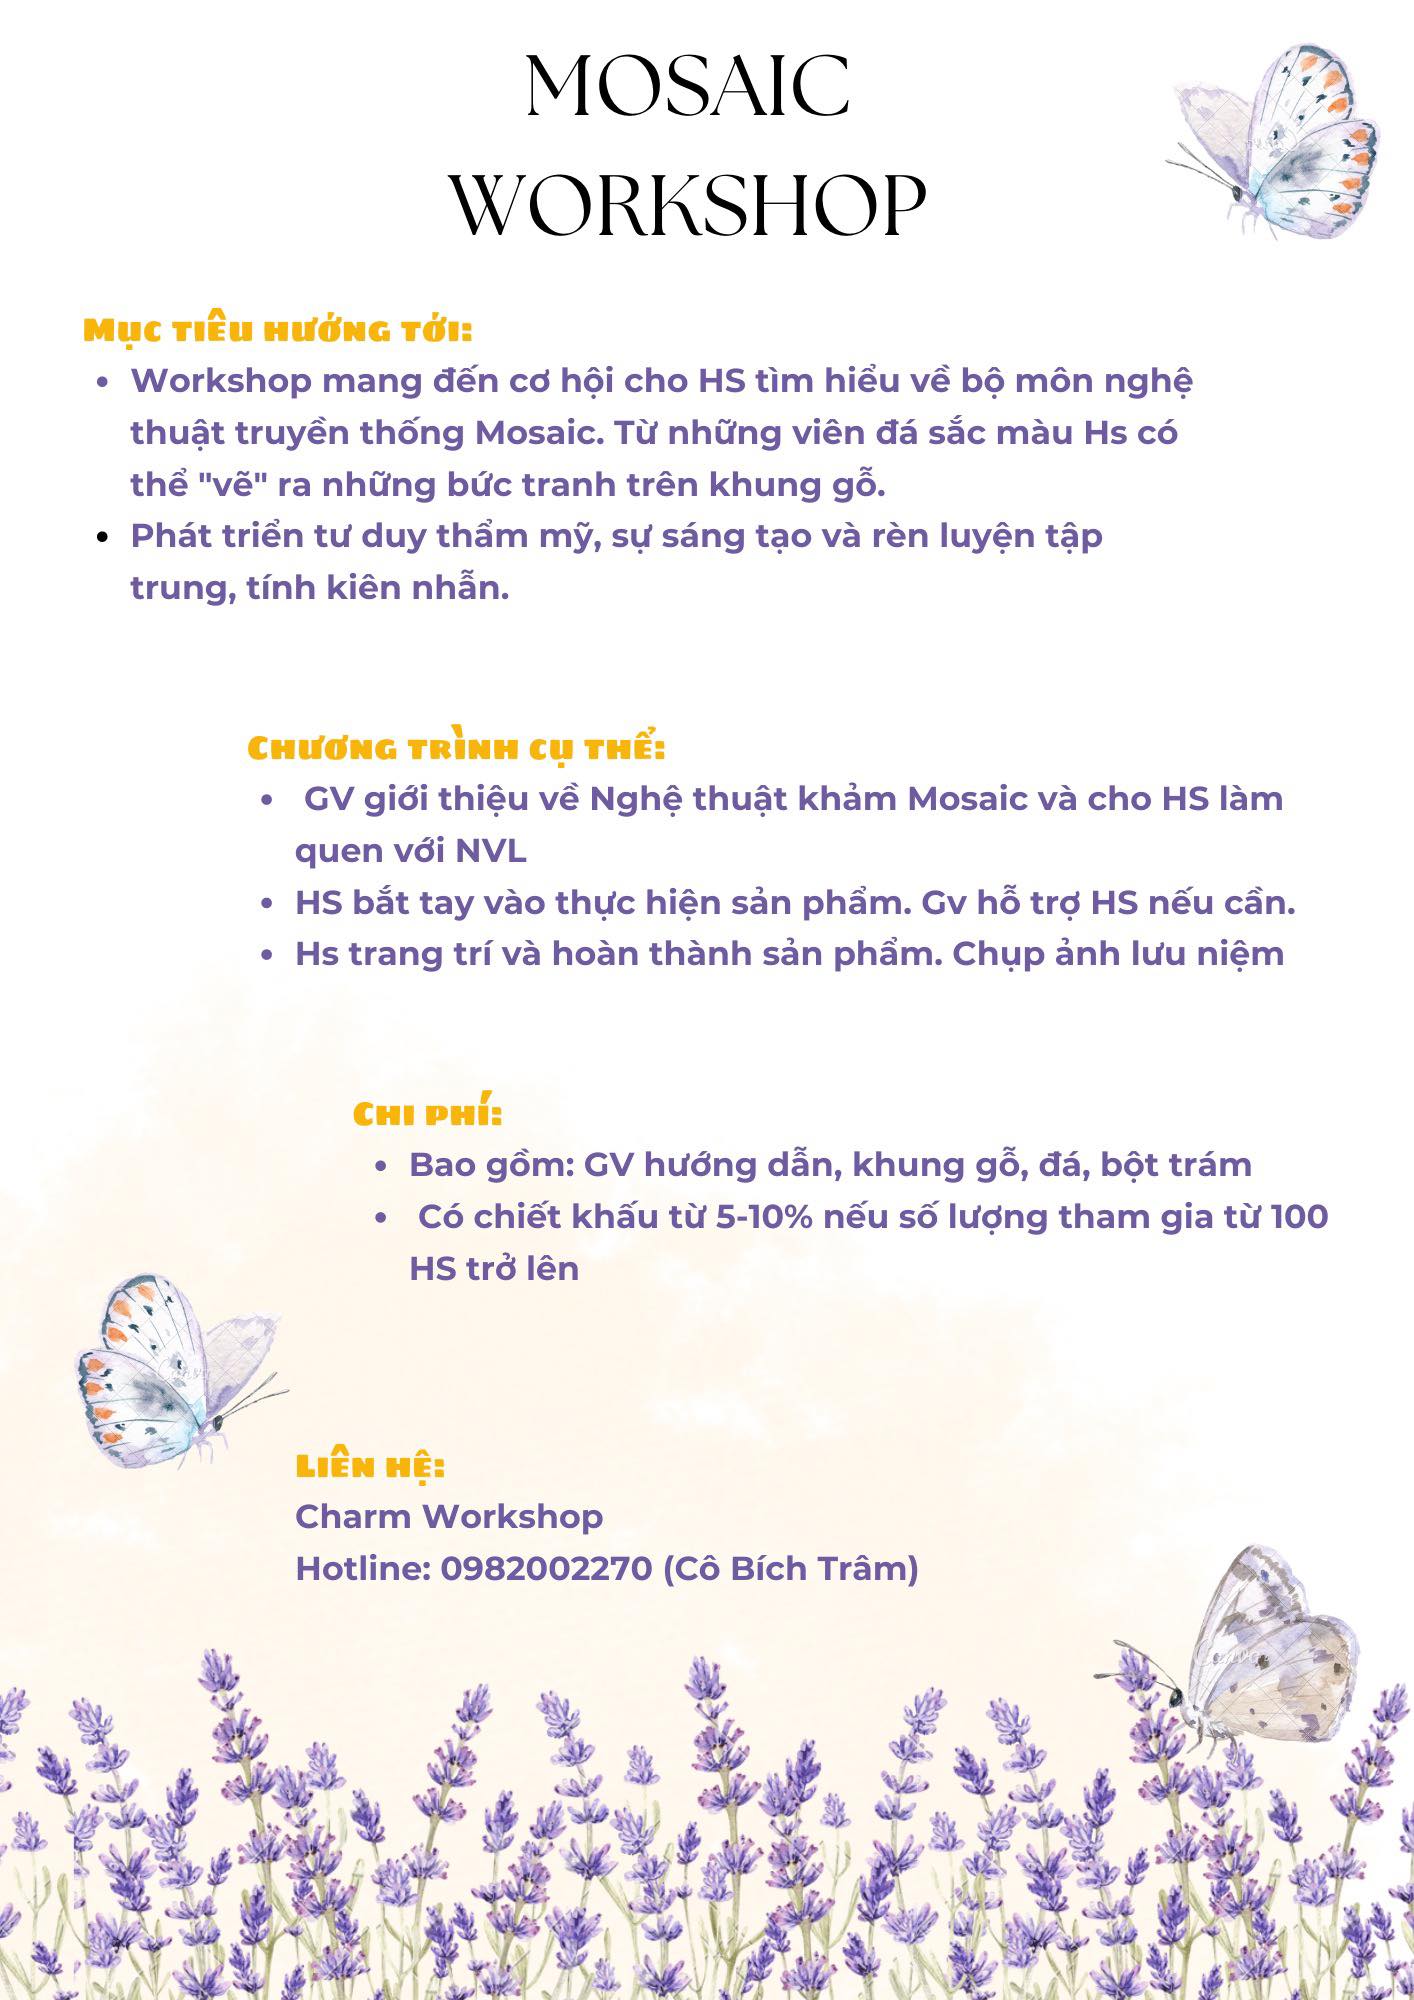 MOSAIC
WORKSHOP
Mục tiêu hướng tới:
• Workshop mang đến cơ hội cho HS tìm hiểu về bộ môn nghệ
thuật truyền thống Mosaic. Từ những viên đá sắc màu Hs có
thể "vẽ" ra những bức tranh trên khung gỗ.
• Phát triển tư duy thẩm mỹ, sự sáng tạo và rèn luyện tập
trung, tính kiên nhẫn.
Chương trình cụ thể:
• GV giới thiệu về Nghệ thuật khảm Mosaic và cho HS làm
quen với NVL
• HS bắt tay vào thực hiện sản phẩm. Gv hỗ trợ HS nếu cần.
• Hs trang trí và hoàn thành sản phẩm. Chụp ảnh lưu niệm
Chi phí:
• Bao gồm: GV hướng dẫn, khung gỗ, đá, bột trám
• Có chiết khấu từ 5-10% nếu số lượng tham gia từ 100
HS trở lên
Liên hệ:
Charm Workshop
Hotline: 0982002270 (Cô Bích Trâm)
Canva
Canva